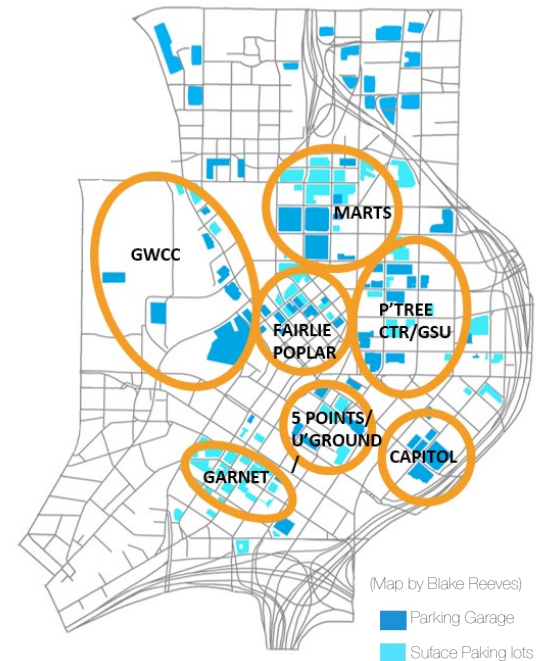 MARTS
GWCC
P'TREE
CTR/GSU
FAIRLIE
POPLAR
5 POINTS/
U'GROUND
/
CAPITOL
GARNET
(Map by Blake Reeves)
Parking Garage
Suface Paking lots